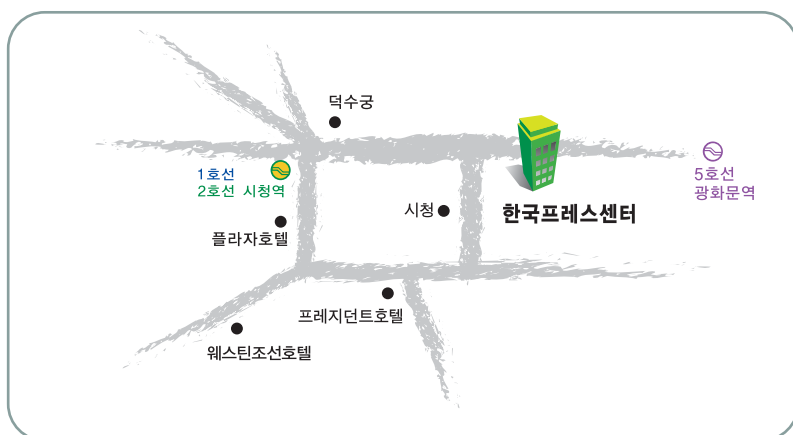 덕수궁
1호선
2호선 시청역
5호선
광화문역
시청
한국프레스센터
플라자호텔
프레지던트호텔
웨스틴조선호텔